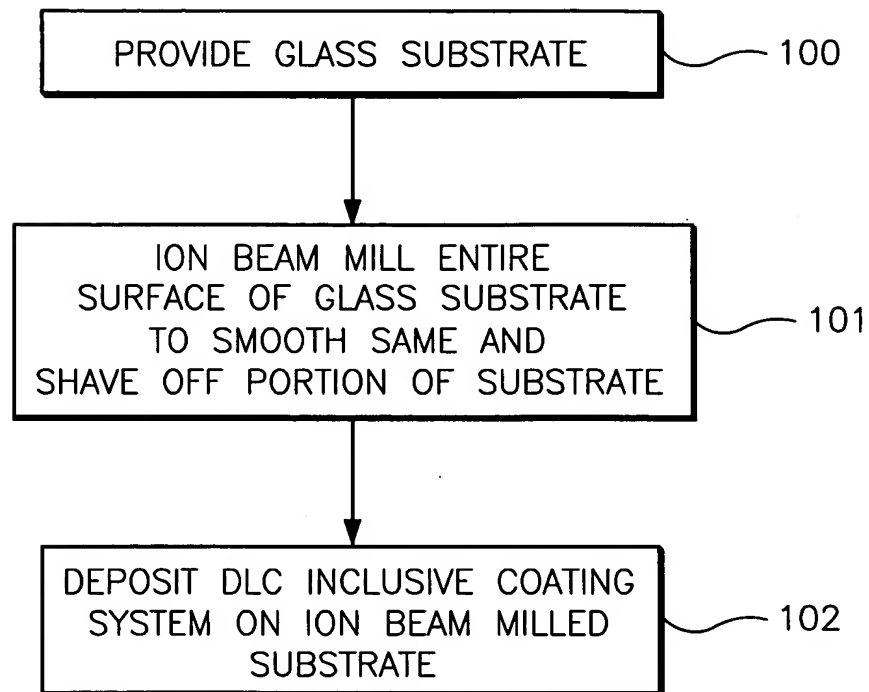 PROVIDE GLASS SUBSTRATE
100
ION BEAM MILL ENTIRE
SURFACE OF GLASS SUBSTRATE
TO SMOOTH SAME AND
SHAVE OFF PORTION OF SUBSTRATE
101
DEPOSIT DLC INCLUSIVE COATING
SYSTEM ON ION BEAM MILLED
SUBSTRATE
102